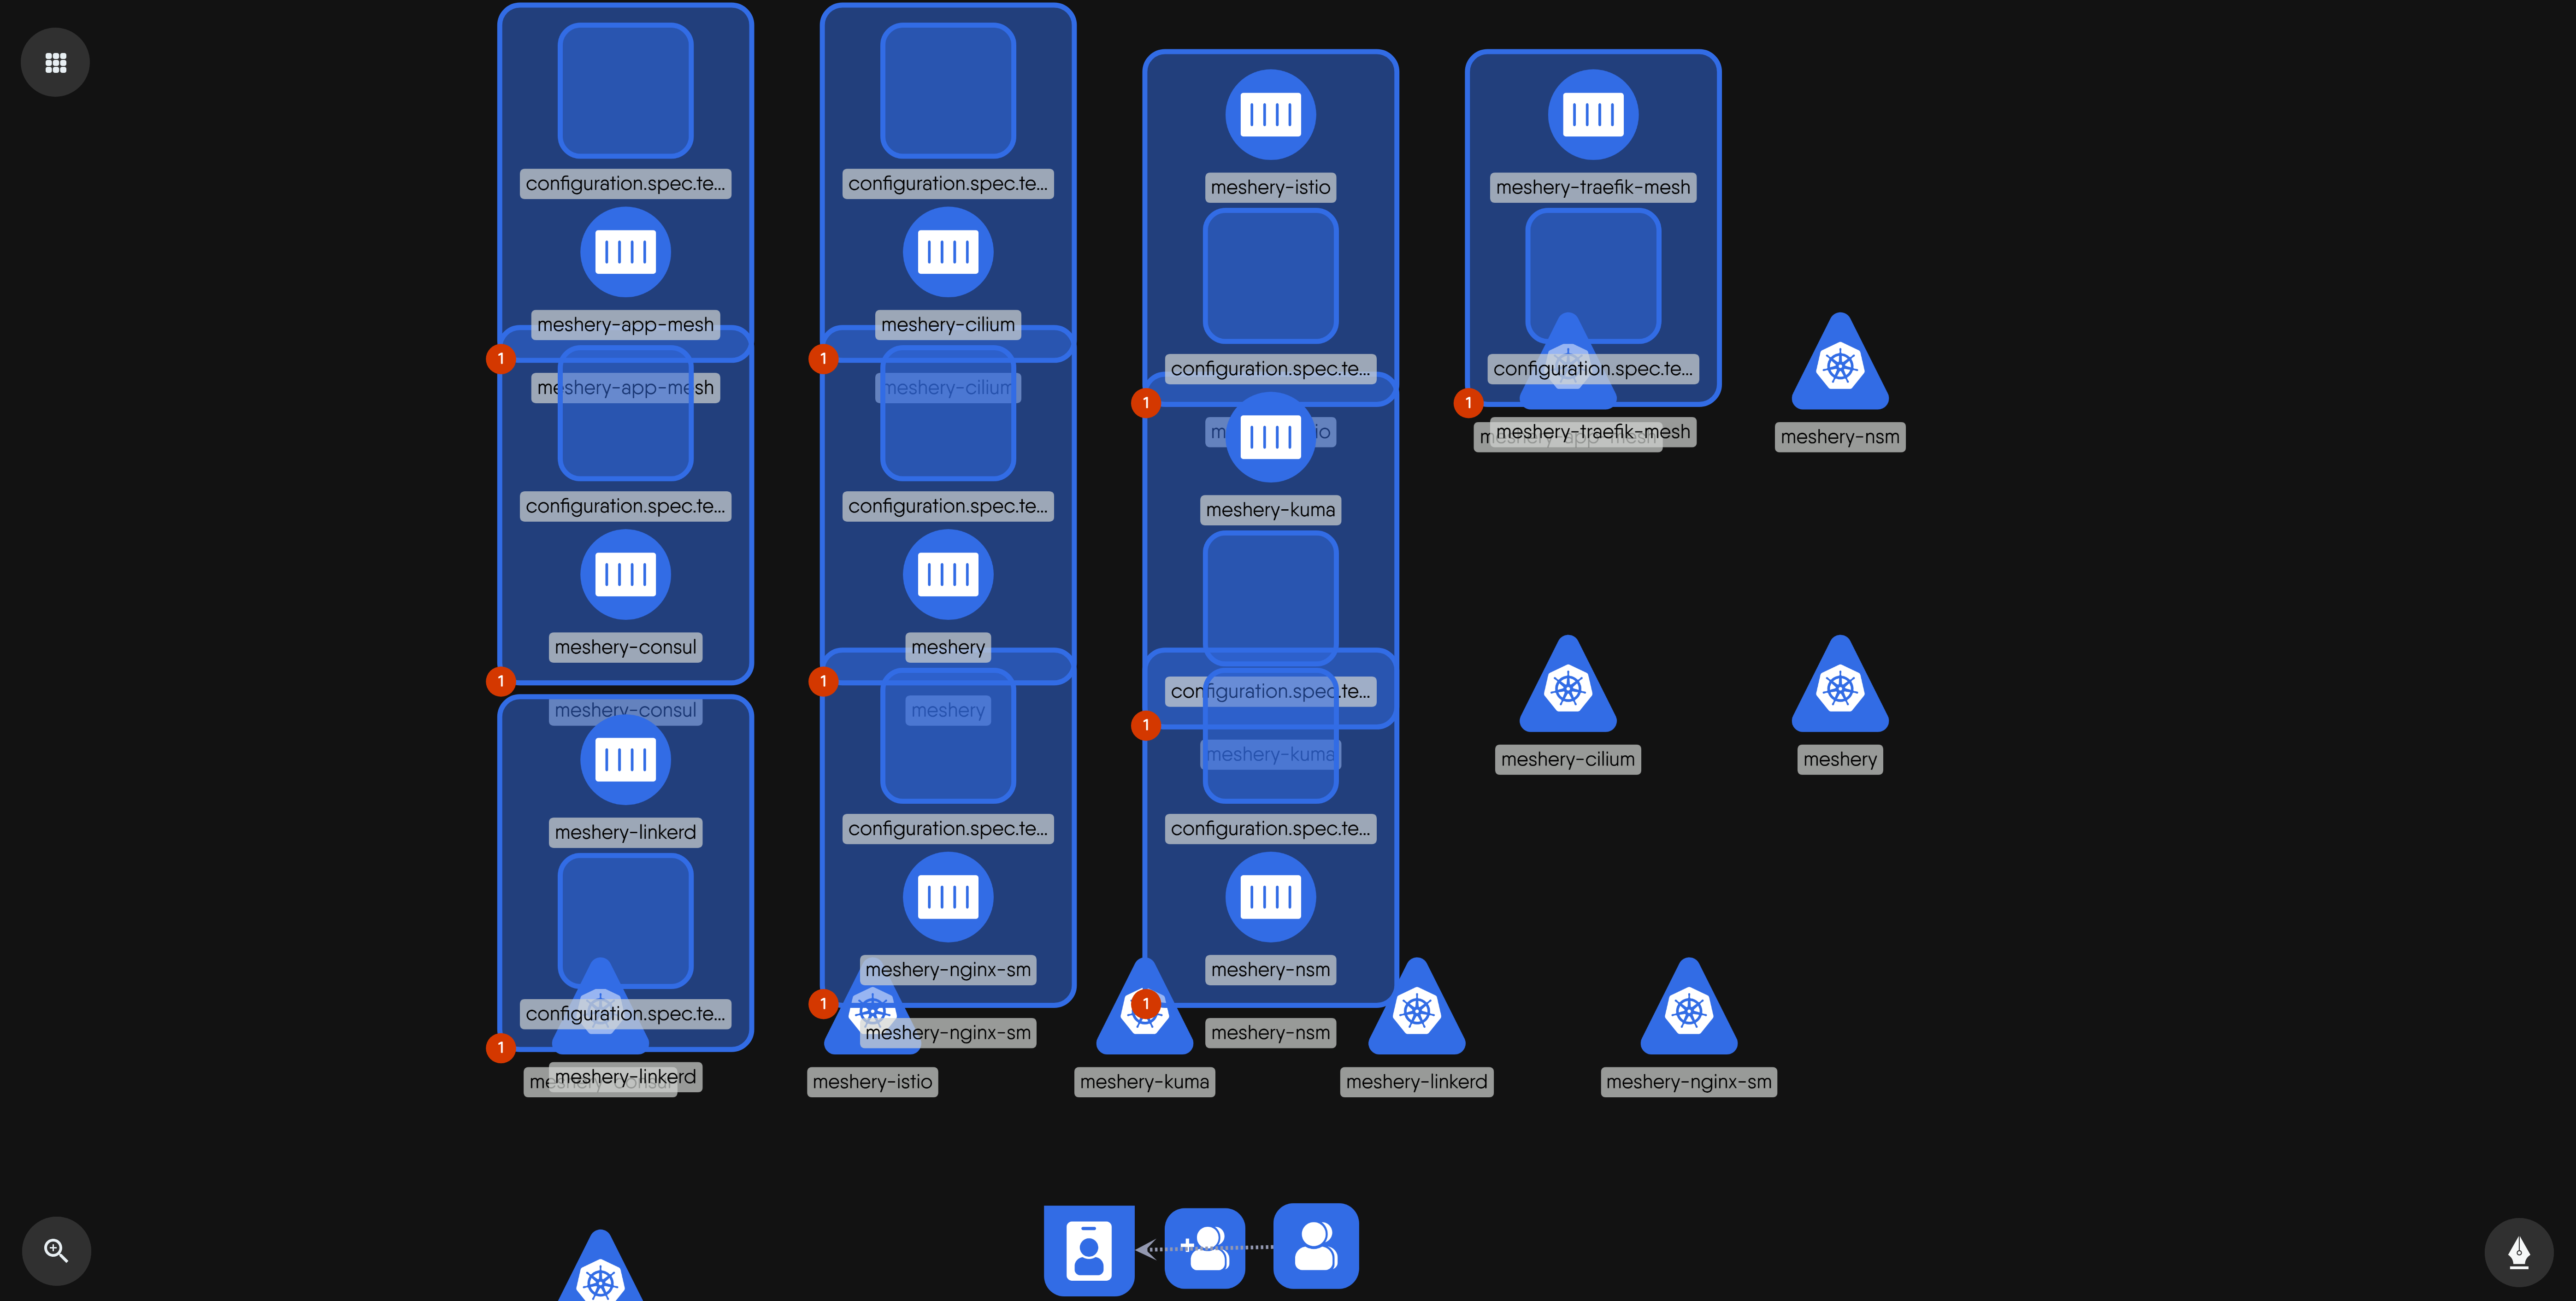 configuration.spec.te...
meshery-app-mesh
1
meshery-app-mesh
configuration.spec.te...
meshery-consul
1
meshery-consul
meshery-linkerd
configuration.spec.te...
1
meshery-linkerd
configuration.spec.te...
meshery-cilium
1
meshery-cilium
configuration.spec.te...
meshery
1
meshery
configuration.spec.te...
meshery-nginx-sm
1
meshery-nginx-sm
meshery-istio
meshery-istio
configuration.spec.te...
1
meshery-kuma
configuration.spec.te...
1
meshery-kuma
configuration.spec.te...
meshery-nsm
1
meshery-nsm
meshery-kuma
meshery-traefik-mesh
configuration.spec.te...
1
meshery-traefik-mesh
meshery-nsm
meshery-cilium
meshery
meshery-linkerd
meshery-nginx-sm